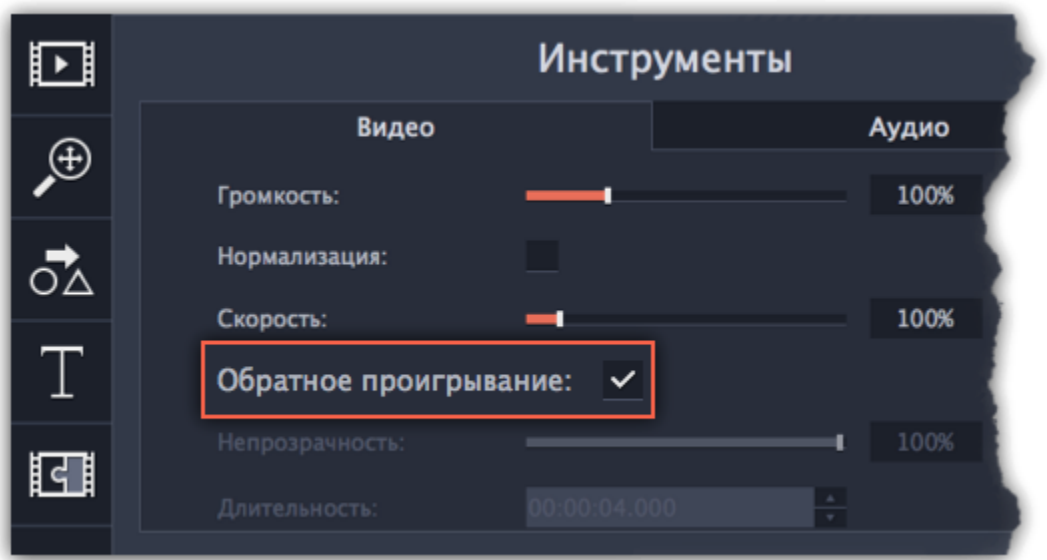 Инструменты
Видео
Аудио
Громкость: 100%
Нормализация:
Скорость: 100%
Обратное проигрывание:
Непрозрачность: 100%
Длительность: 00:00:04.000